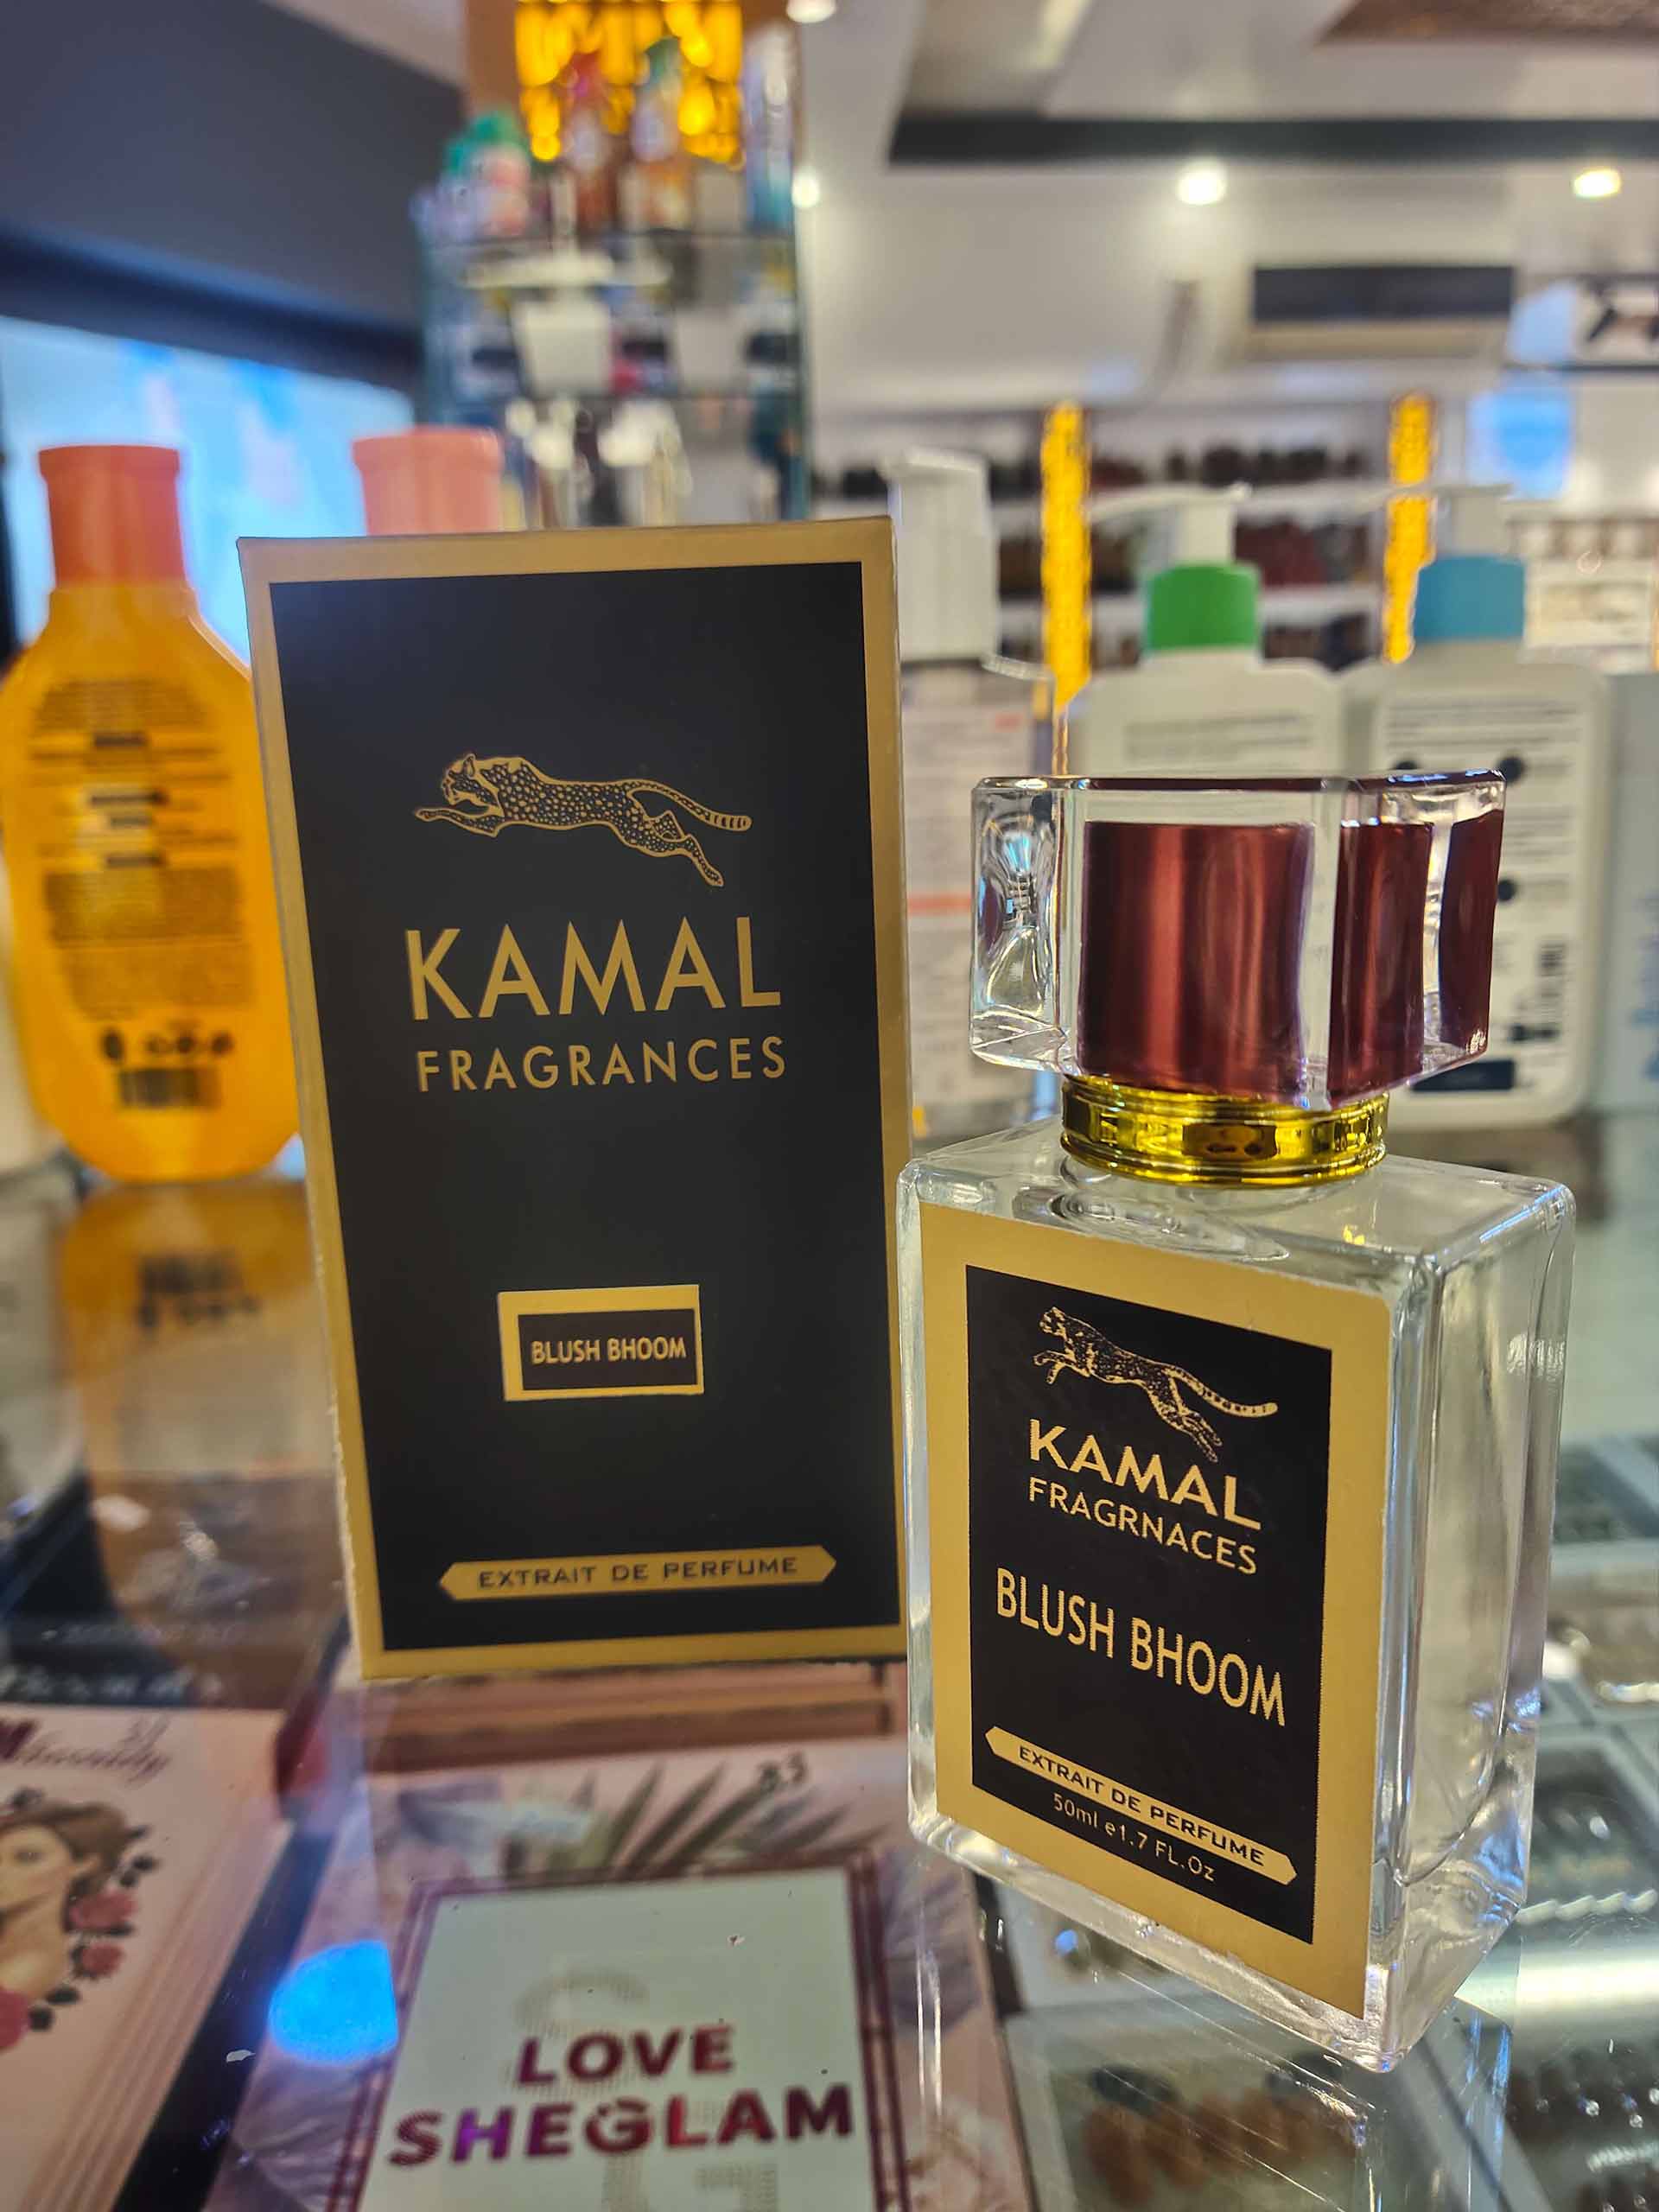 KAMAL
FRAGRANCES
BLUSH BHOOM
EXTRAIT DE PERFUME
KAMAL
FRAGRNACES
BLUSH BHOOM
EXTRAIT DE PERFUME
50ml e1.7 FL.Oz
LOVE
SHEGLAM